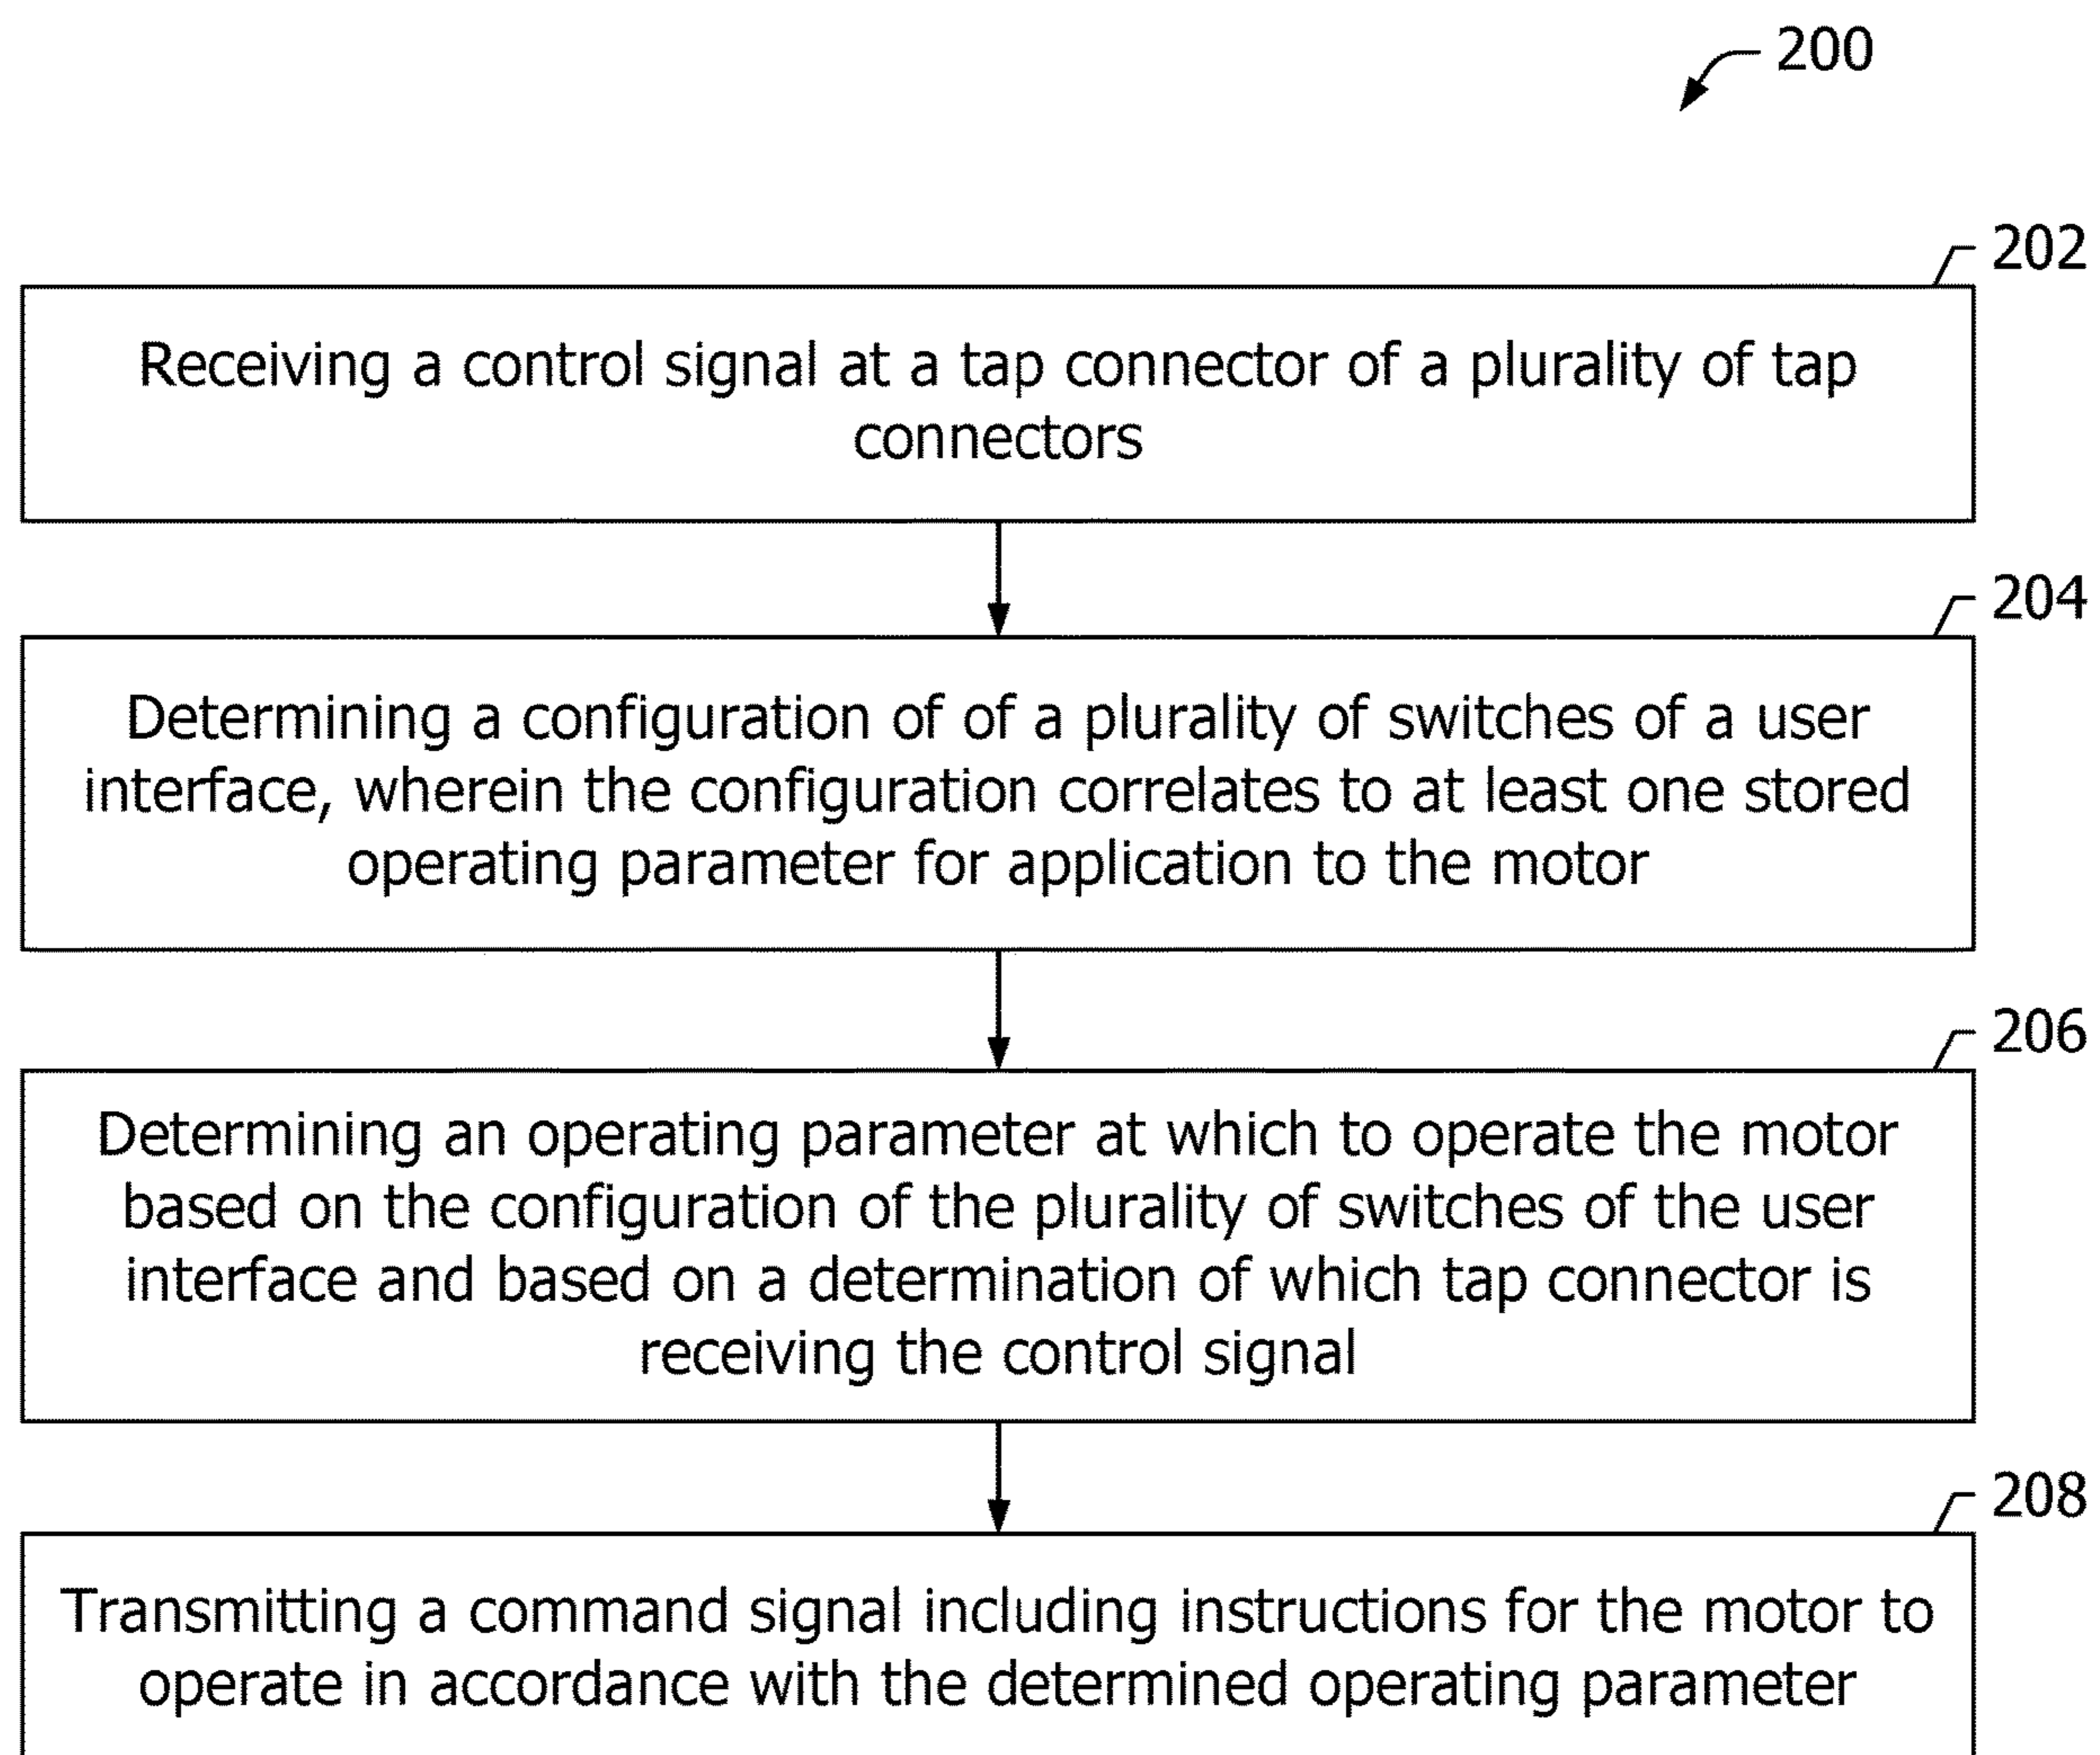 200
202
Receiving a control signal at a tap connector of a plurality of tap
connectors
204
Determining a configuration of of a plurality of switches of a user
interface, wherein the configuration correlates to at least one stored
operating parameter for application to the motor
206
Determining an operating parameter at which to operate the motor
based on the configuration of the plurality of switches of the user
interface and based on a determination of which tap connector is
receiving the control signal
208
Transmitting a command signal including instructions for the motor to
operate in accordance with the determined operating parameter